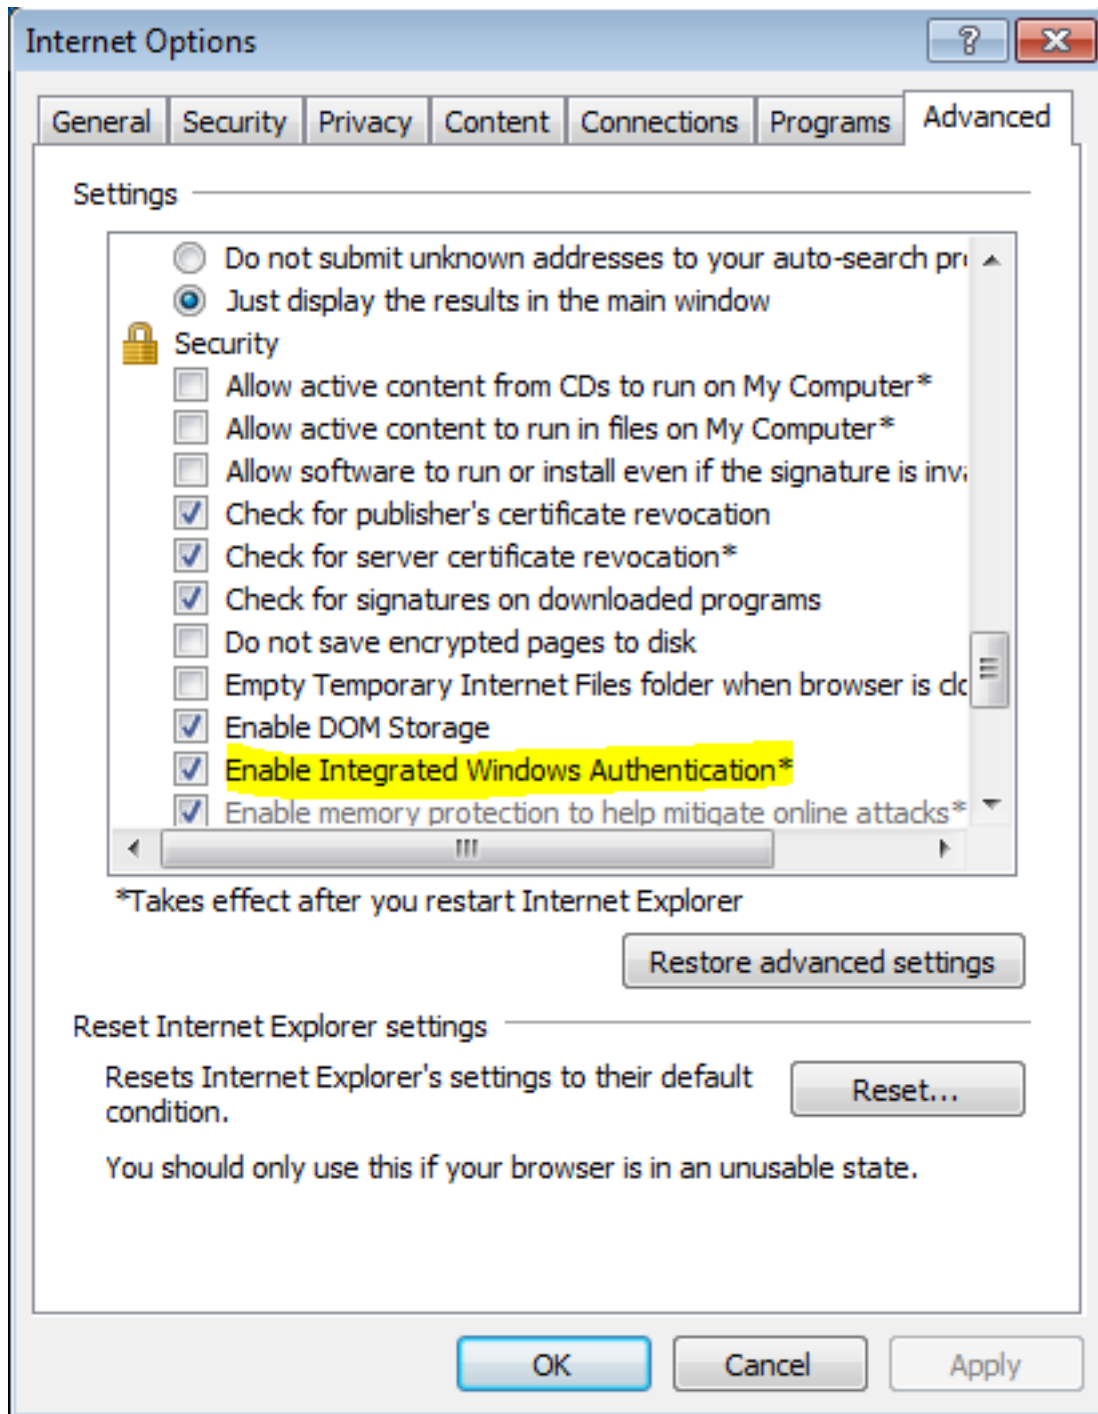 Internet Options
General Security Privacy Content Connections Programs Advanced
Settings
Do not submit unknown addresses to your auto-search
Just display the results in the main window
Security
Allow active content from CDs to run on My Computer*
Allow active content to run in files on My Computer*
Allow software to run or install even if the signature is
Check for publisher's certificate revocation
Check for server certificate revocation*
Check for signatures on downloaded programs
Do not save encrypted pages to disk
Empty Temporary Internet Files folder when browser is
Enable DOM Storage
Enable Integrated Windows Authentication*
Enable memory protection to help mitigate online attacks*
*Takes effect after you restart Internet Explorer
Restore advanced settings
Reset Internet Explorer settings
Resets Internet Explorer's settings to their default
condition.
Reset...
You should only use this if your browser is in an unusable state.
OK Cancel Apply